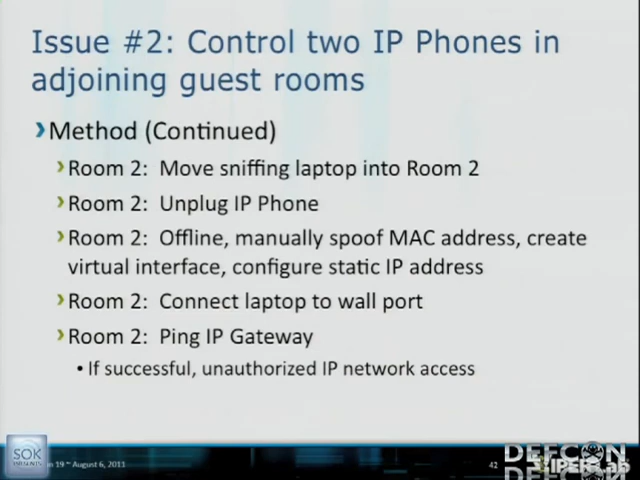 Issue #2: Control two IP Phones in
adjoining guest rooms
Method (Continued)
Room 2: Move sniffing laptop into Room 2
Room 2: Unplug IP Phone
Room 2: Offline, manually spoof MAC address, create
virtual interface, configure static IP address
Room 2: Connect laptop to wall port
Room 2: Ping IP Gateway
• If successful, unauthorized IP network access
SOK
19 ~ August 6, 2011
42
DEFCON